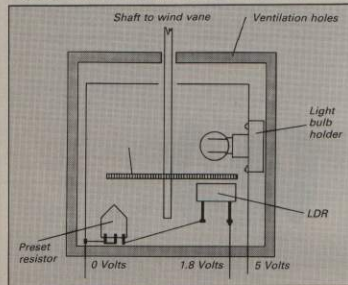 Shaft to wind vane
Ventilation holes
Light
bulb
holder
LDR
Preset
resistor
0 Volts
1.8 Volts
5 Volts